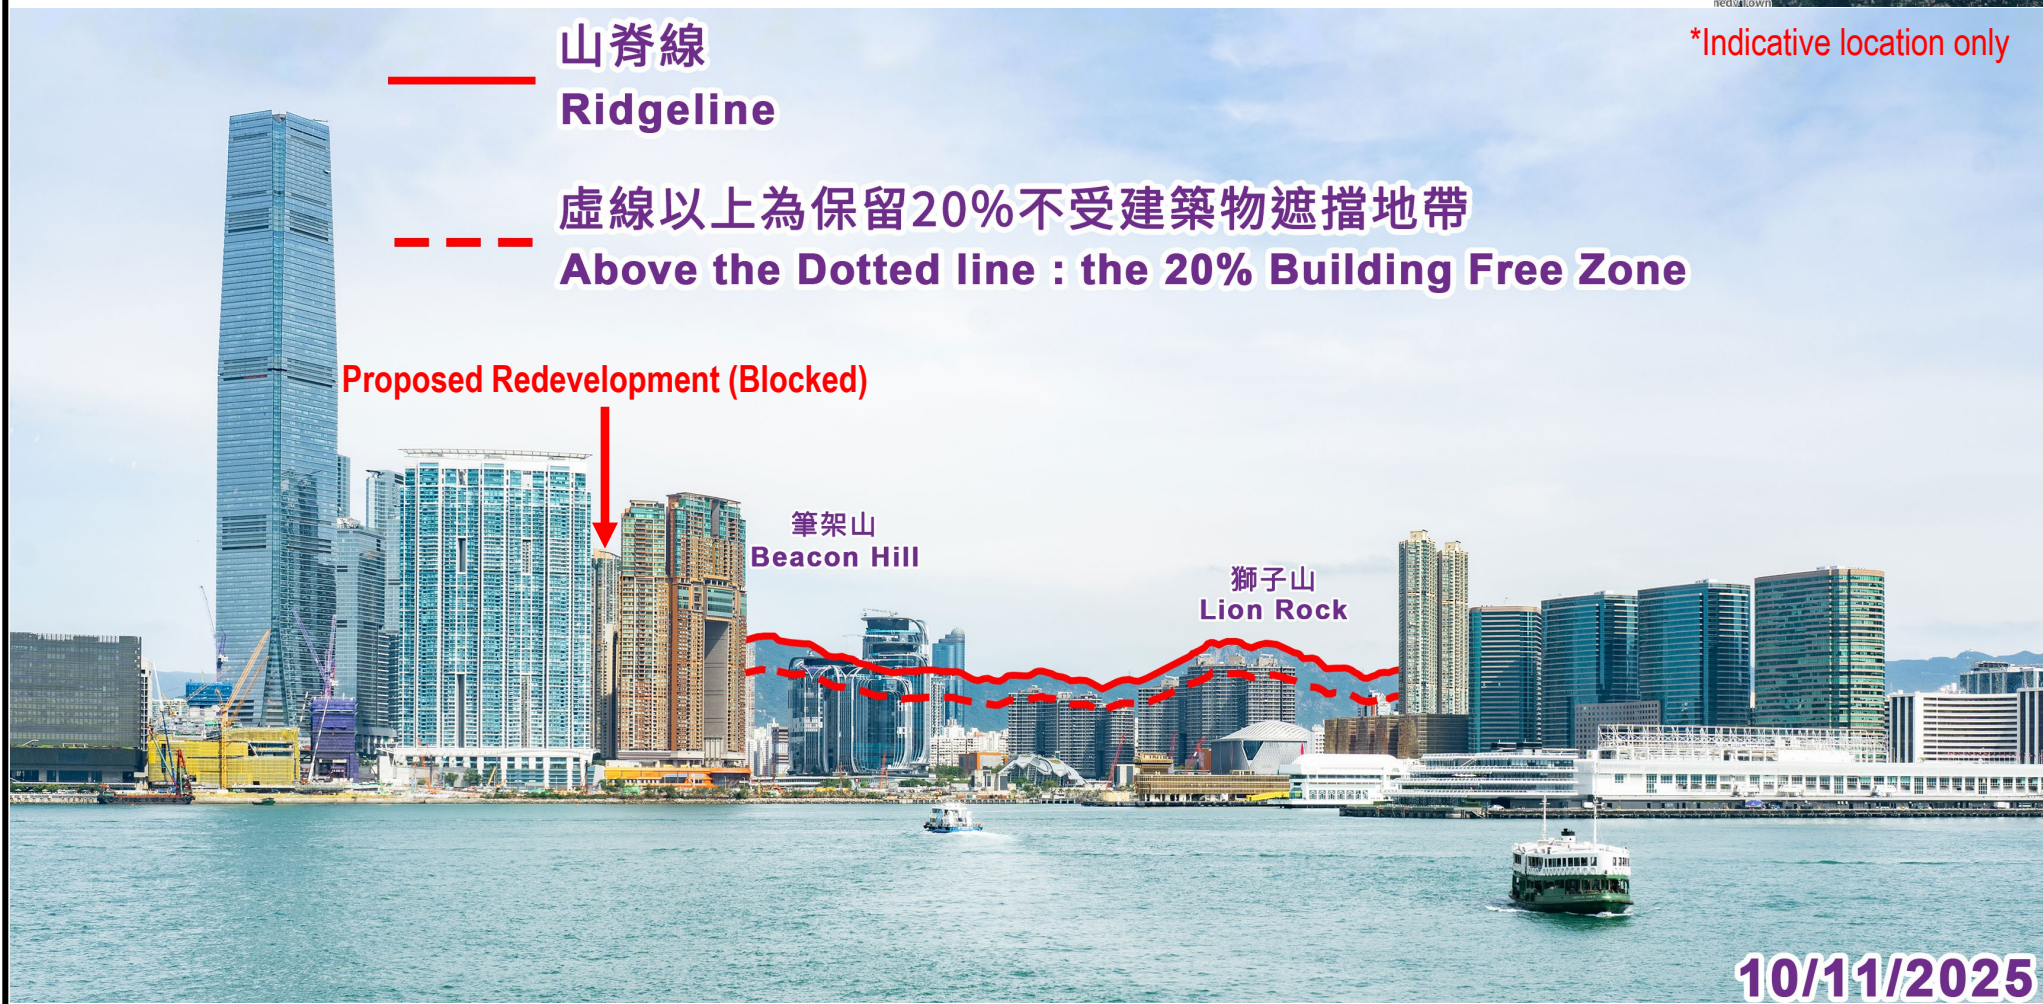 山脊線
Ridgeline
*Indicative location only
虛線以上為保留20%不受建築物遮擋地帶
Above the Dotted line : the 20% Building Free Zone
Proposed Redevelopment (Blocked)
筆架山
Beacon Hill
獅子山
Lion Rock
10/11/2025